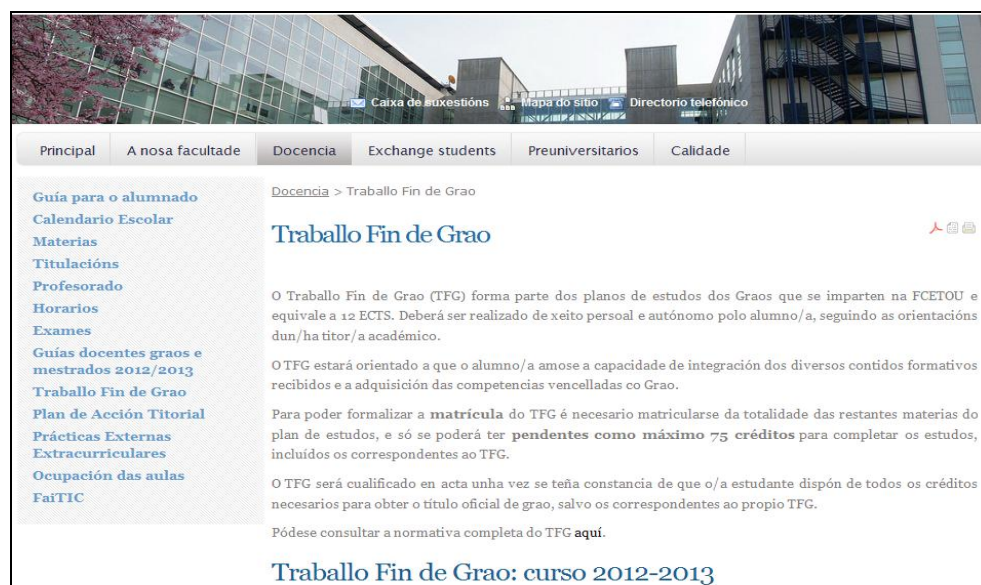 Caixa de suxestións Mapa do sitio Directorio telefónico
Principal A nosa facultade Docencia Exchange students Preuniversitarios Calidade
Guía para o alumnado
Calendario Escolar
Materias
Titulacións
Profesorado
Horarios
Exames
Guías docentes graos e
mestrados 2012/2013
Traballo Fin de Grao
Plan de Acción Titorial
Prácticas Externas
Extracurriculares
Ocupación das aulas
FaiTIC
Docencia > Traballo Fin de Grao
Traballo Fin de Grao
O Traballo Fin de Grao (TFG) forma parte dos planos de estudos dos Graos que se imparten na FCETOU e
equivale a 12 ECTS. Deberá ser realizado de xeito persoal e autónomo polo alumno/a, seguindo as orientacións
dun/ha titor/a académico.
O TFG estará orientado a que o alumno/a amose a capacidade de integración dos diversos contidos formativos
recibidos e a adquisición das competencias vencelladas co Grao.
Para poder formalizar a matrícula do TFG é necesario matricularse da totalidade das restantes materias do
plan de estudos, e só se poderá ter pendentes como máximo 75 créditos para completar os estudos,
incluídos os correspondentes ao TFG.
O TFG será cualificado en acta unha vez se teña constancia de que o/a estudante dispón de todos os créditos
necesarios para obter o título oficial de grao, salvo os correspondentes ao propio TFG.
Pódese consultar a normativa completa do TFG aquí.
Traballo Fin de Grao: curso 2012-2013